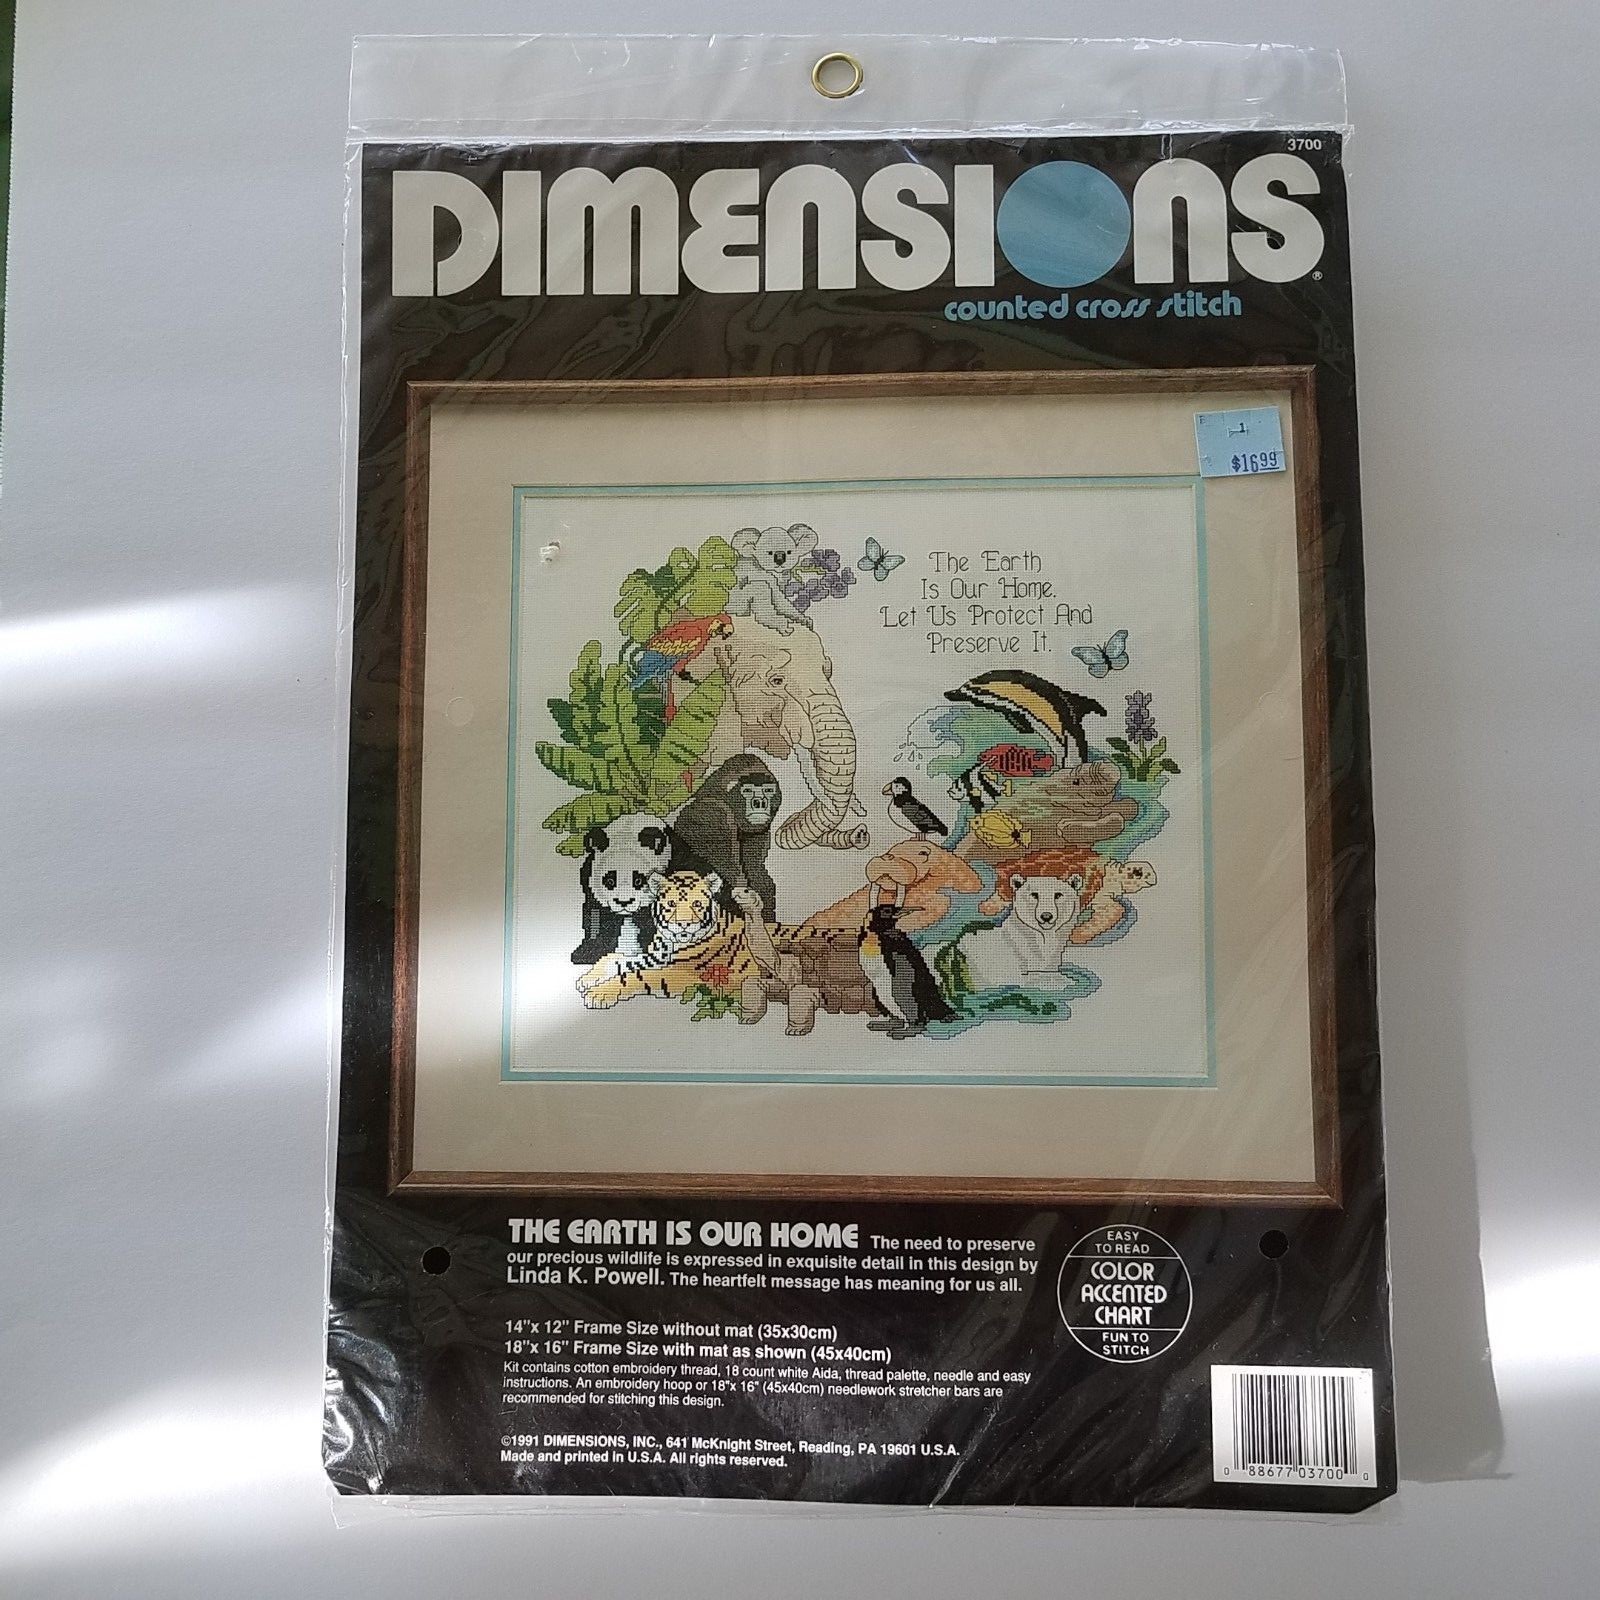 3700
DIMENSIONS®
counted cross stitch
1
$16.99
The Earth
Is Our Home.
Let Us Protect And
Preserve It.
THE EARTH IS OUR HOME The need to preserve
our precious wildlife is expressed in exquisite detail in this design by
Linda K. Powell. The heartfelt message has meaning for us all.
14"x 12" Frame Size without mat (35x30cm)
18"x 16" Frame Size with mat as shown (45x40cm)
Kit contains cotton embroidery thread, 18 count white Aida, thread palette, needle and easy
instructions. An embroidery hoop or 18"x 16" (45x40cm) needlework stretcher bars are
recommended for stitching this design.
©1991 DIMENSIONS, INC., 641 McKnight Street, Reading, PA 19601 U.S.A.
Made and printed in U.S.A. All rights reserved.
EASY
TO READ
COLOR
ACCENTED
CHART
FUN TO
STITCH
0 88677 03700 0